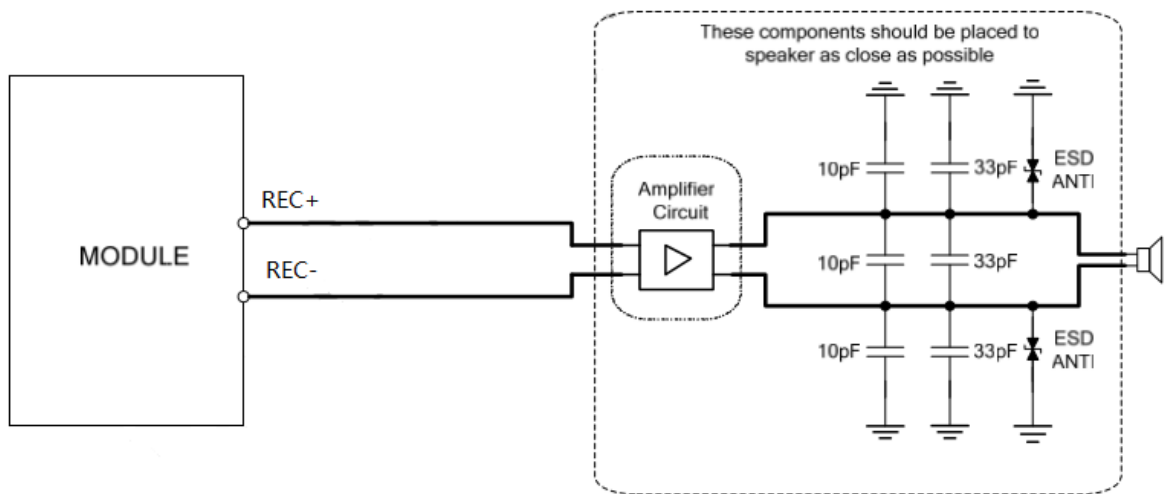 These components should be placed to
speaker as close as possible
10pF
33pF
ESD
ANTI
Amplifier
Circuit
REC+
MODULE
REC-
10pF
33pF
10pF
33pF
ESD
ANTI